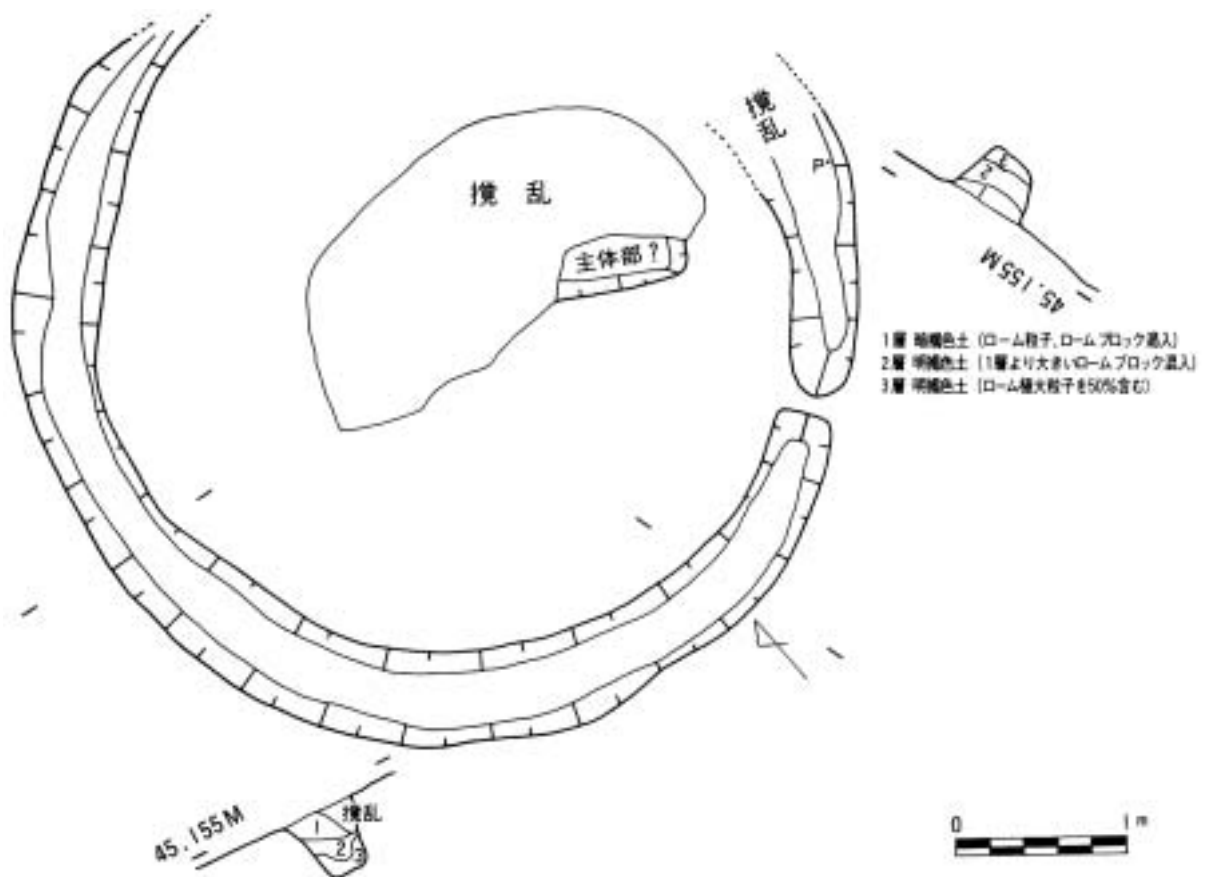 攪乱
P
攪 乱
主体部?
2
45.155M
1層 暗褐色土 (ローム粒子、ロームブロック混入)
2層 明褐色土 (1層より大きいロームブロック混入)
3層 明褐色土 (ローム極大粒子を50%含む)
45.155M
攪乱
1
2
3
0 1m